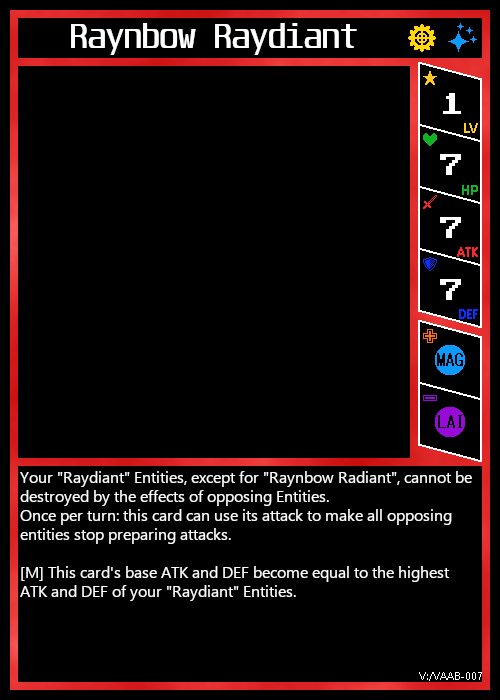 Raynbow Raydiant
1
LV
7
HP
7
ATK
7
DEF
MAG
LAI
Your "Raydiant" Entities, except for "Raynbow Radiant", cannot be
destroyed by the effects of opposing Entities.
Once per turn: this card can use its attack to make all opposing
entities stop preparing attacks.
[M] This card's base ATK and DEF become equal to the highest
ATK and DEF of your "Raydiant" Entities.
V:/VAAB-007